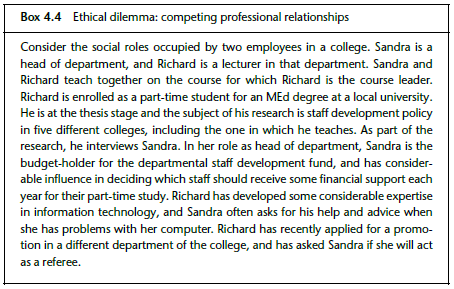 Box 4.4 Ethical dilemma: competing professional relationships
Consider the social roles occupied by two employees in a college. Sandra is a
head of department, and Richard is a lecturer in that department. Sandra and
Richard teach together on the course for which Richard is the course leader.
Richard is enrolled as a part-time student for an MEd degree at a local university.
He is at the thesis stage and the subject of his research is staff development policy
in five different colleges, including the one in which he teaches. As part of the
research, he interviews Sandra. In her role as head of department, Sandra is the
budget-holder for the departmental staff development fund, and has consider-
able influence in deciding which staff should receive some financial support each
year for their part-time study. Richard has developed some considerable expertise
in information technology, and Sandra often asks for his help and advice when
she has problems with her computer. Richard has recently applied for a promo-
tion in a different department of the college, and has asked Sandra if she will act
as a referee.